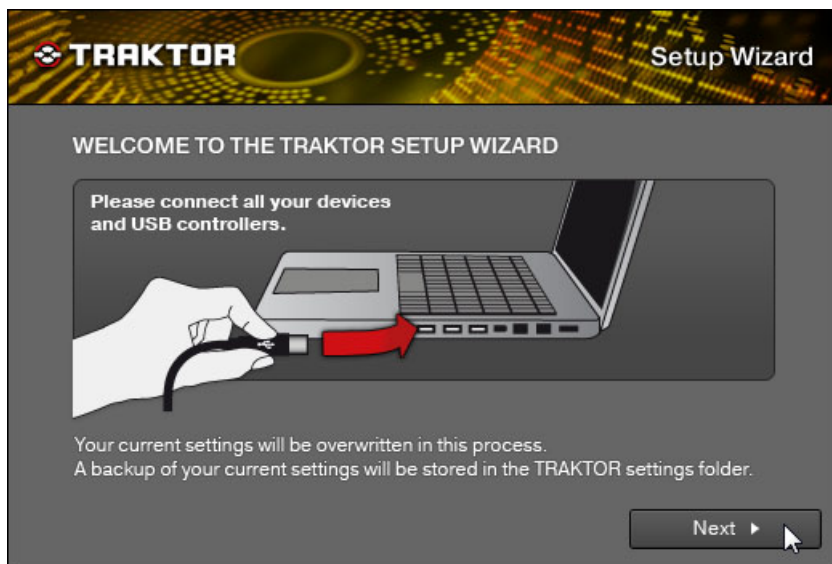 TRAKTOR
Setup Wizard
WELCOME TO THE TRAKTOR SETUP WIZARD
Please connect all your devices
and USB controllers.
Your current settings will be overwritten in this process.
A backup of your current settings will be stored in the TRAKTOR settings folder.
Next